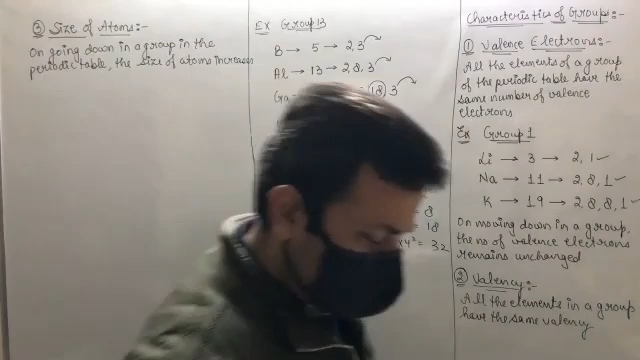 ③ Size of Atoms:-
On going down in a group in the
periodic table, the size of atoms increases
Ex Group 13
B → 5 → 2,3
Al → 13 → 2,8,3
Ga → 18 3
= 8
18
x4² = 32
Characteristics of Groups:-
① Valence Electrons:-
All the elements of a group
of the periodic table have the
same number of valence
electrons
Ex Group 1
Li → 3 → 2,1 ✓
Na → 11 → 2,8,1 ✓
K → 19 → 2,8,8,1 ✓
On moving down in a group,
the no of valence electrons
remains unchanged
② Valency:-
All the elements in a group
have the same valency